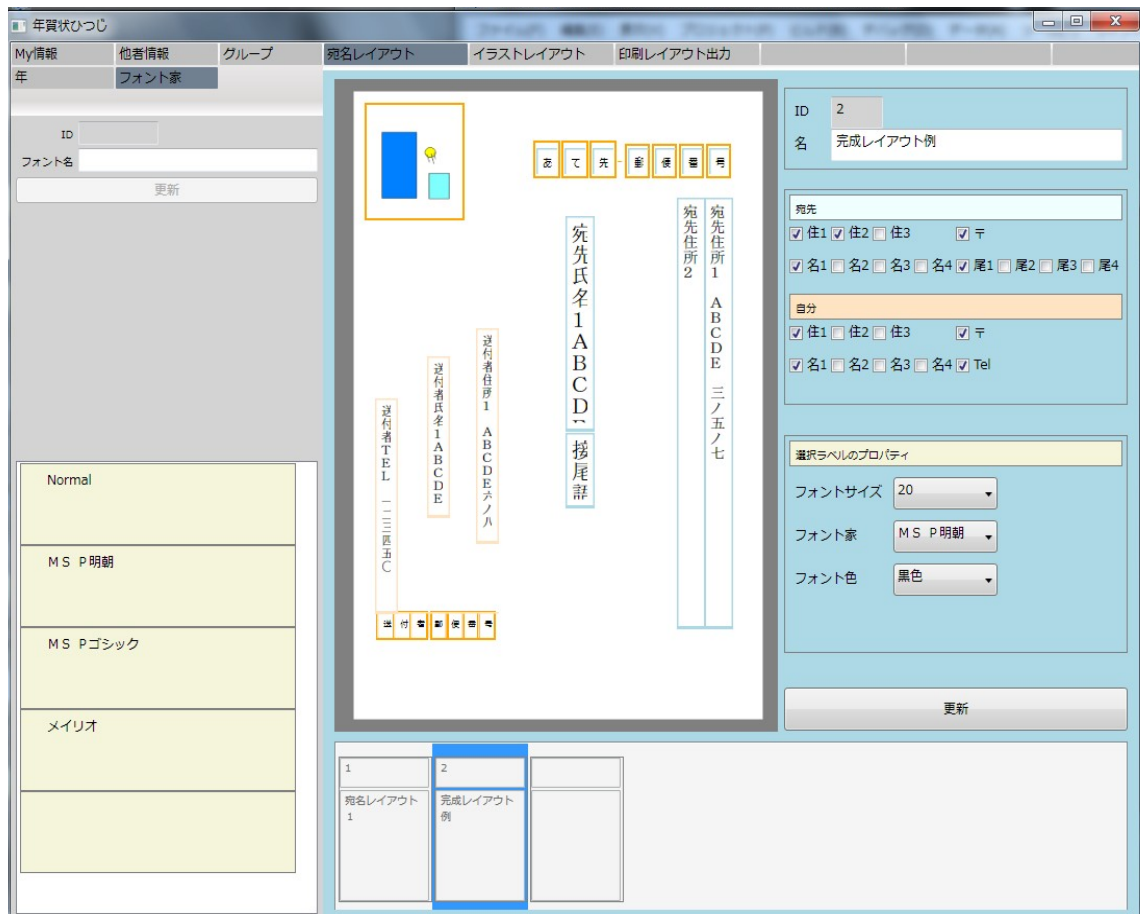 年賀状ひつじ
My情報 他者情報 グループ 宛名レイアウト イラストレイアウト 印刷レイアウト出力
年 フォント家
ID
フォント名
更新
Normal
ＭＳ Ｐ明朝
ＭＳ Ｐゴシック
メイリオ
あて先-郵便番号
宛先住所１ ＡＢＣＤＥ 三ノ五ノ七
宛先住所２
宛先氏名１ＡＢＣＤ
接尾語
送付者住所１ ＡＢＣＤＥ六ノ八
送付者氏名１ＡＢＣＤＥ
送付者ＴＥＬ 一二三四五〇
送付者郵便番号
ID 2
名 完成レイアウト例
宛先
住1 住2 住3 〒
名1 名2 名3 名4 尾1 尾2 尾3 尾4
自分
住1 住2 住3 〒
名1 名2 名3 名4 Tel
選択ラベルのプロパティ
フォントサイズ 20
フォント家 ＭＳ Ｐ明朝
フォント色 黒色
更新
1
宛名レイアウト
1
2
完成レイアウト
例